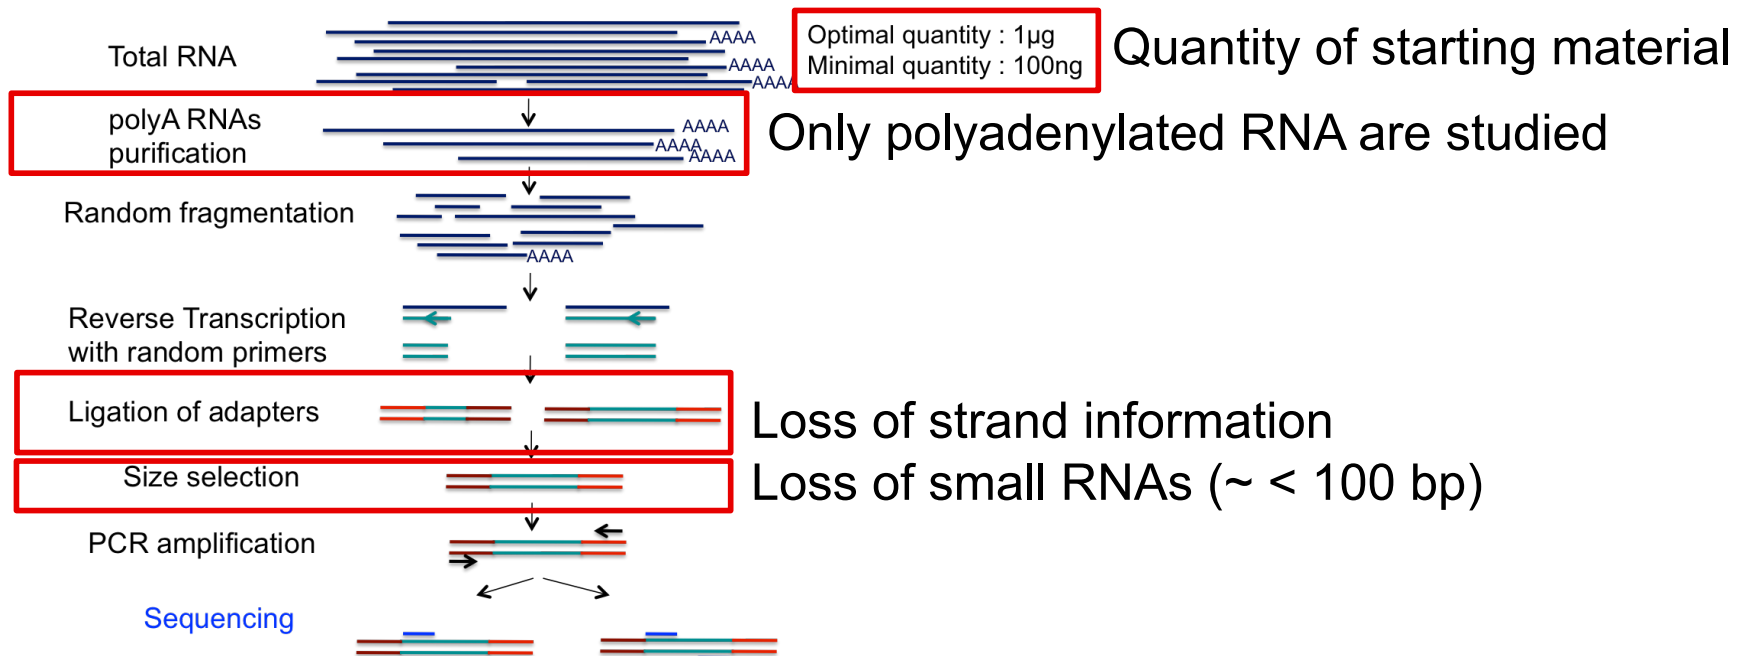 Total RNA
AAAA
AAAA
AAAA
Optimal quantity : 1µg
Minimal quantity : 100ng
Quantity of starting material
polyA RNAs
purification
AAAA
AAAA
AAAA
Only polyadenylated RNA are studied
Random fragmentation
AAAA
Reverse Transcription
with random primers
Ligation of adapters
Loss of strand information
Size selection
Loss of small RNAs (~ < 100 bp)
PCR amplification
Sequencing